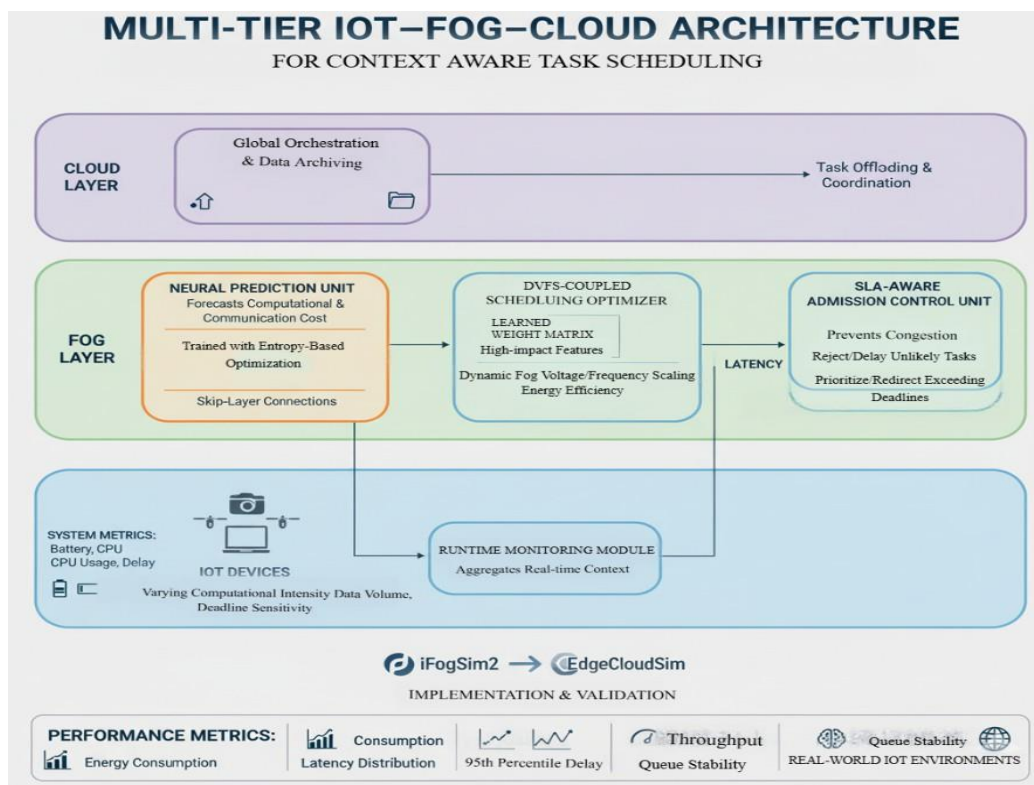 MULTI-TIER IOT–FOG–CLOUD ARCHITECTURE
FOR CONTEXT AWARE TASK SCHEDULING
CLOUD
LAYER
Global Orchestration
& Data Archiving
Task Offloading &
Coordination
FOG
LAYER
NEURAL PREDICTION UNIT
Forecasts Computational &
Communication Cost
Trained with Entropy-Based
Optimization
Skip-Layer Connections
DVFS-COUPLED
SCHEDLUING OPTIMIZER
LEARNED
WEIGHT MATRIX
High-impact Features
Dynamic Fog Voltage/Frequency Scaling
Energy Efficiency
LATENCY
SLA-AWARE
ADMISSION CONTROL UNIT
Prevents Congestion
Reject/Delay Unlikely Tasks
Prioritize/Redirect Exceeding
Deadlines
SYSTEM METRICS:
Battery, CPU
CPU Usage, Delay
IOT DEVICES
Varying Computational Intensity Data Volume,
Deadline Sensitivity
RUNTIME MONITORING MODULE
Aggregates Real-time Context
iFogSim2
EdgeCloudSim
IMPLEMENTATION & VALIDATION
PERFORMANCE METRICS:
Energy Consumption
Consumption
Latency Distribution
95th Percentile Delay
Throughput
Queue Stability
Queue Stability
REAL-WORLD IOT ENVIRONMENTS